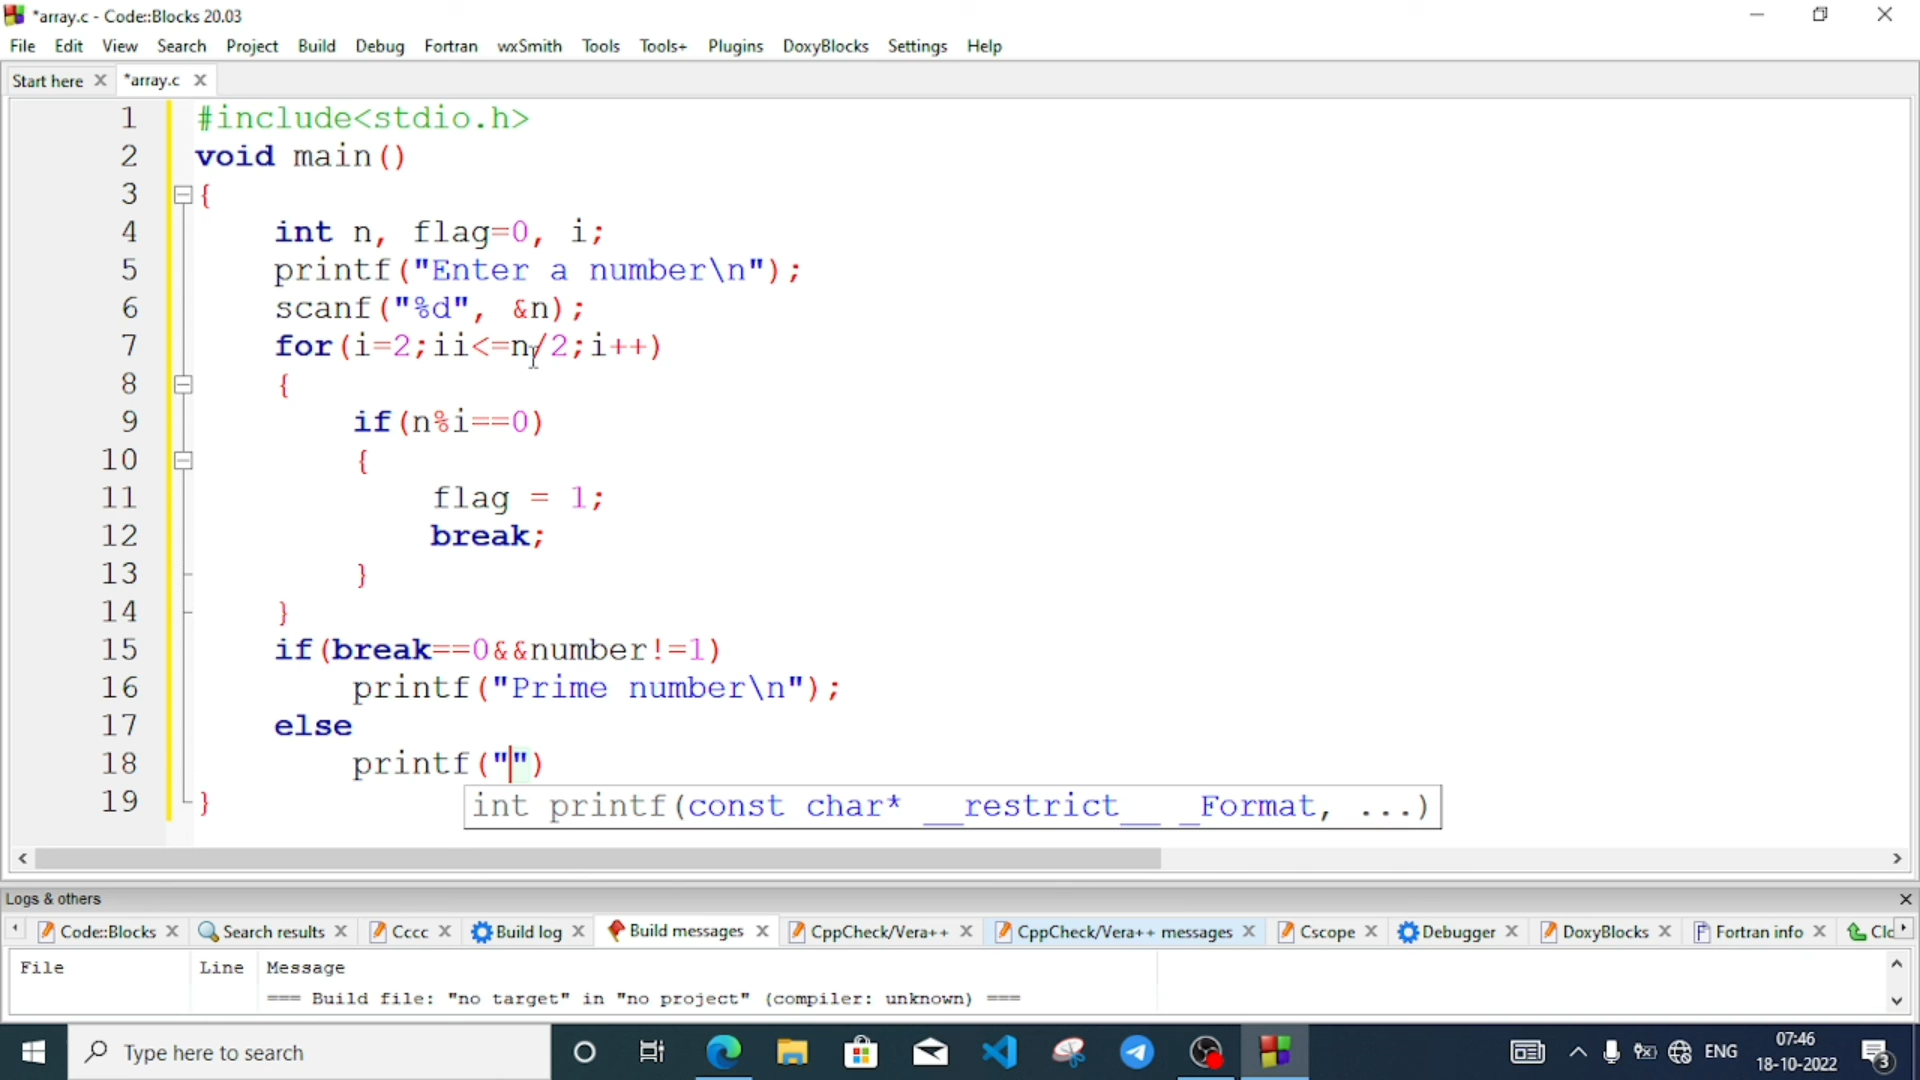 *array.c - Code::Blocks 20.03
File Edit View Search Project Build Debug Fortran wxSmith Tools Tools+ Plugins DoxyBlocks Settings Help
Start here *array.c
1 #include<stdio.h>
2 void main()
3 {
4 int n, flag=0, i;
5 printf("Enter a number\n");
6 scanf("%d", &n);
7 for(i=2;ii<=n/2;i++)
8 {
9 if(n%i==0)
10 {
11 flag = 1;
12 break;
13 }
14 }
15 if(break==0&&number!=1)
16 printf("Prime number\n");
17 else
18 printf("")
19 }
int printf(const char* __restrict__ _Format, ...)
Logs & others
Code::Blocks Search results Cccc Build log Build messages CppCheck/Vera++ CppCheck/Vera++ messages Cscope Debugger DoxyBlocks Fortran info Clo
File Line Message
=== Build file: "no target" in "no project" (compiler: unknown) ===
Type here to search ENG 07:46
18-10-2022 3